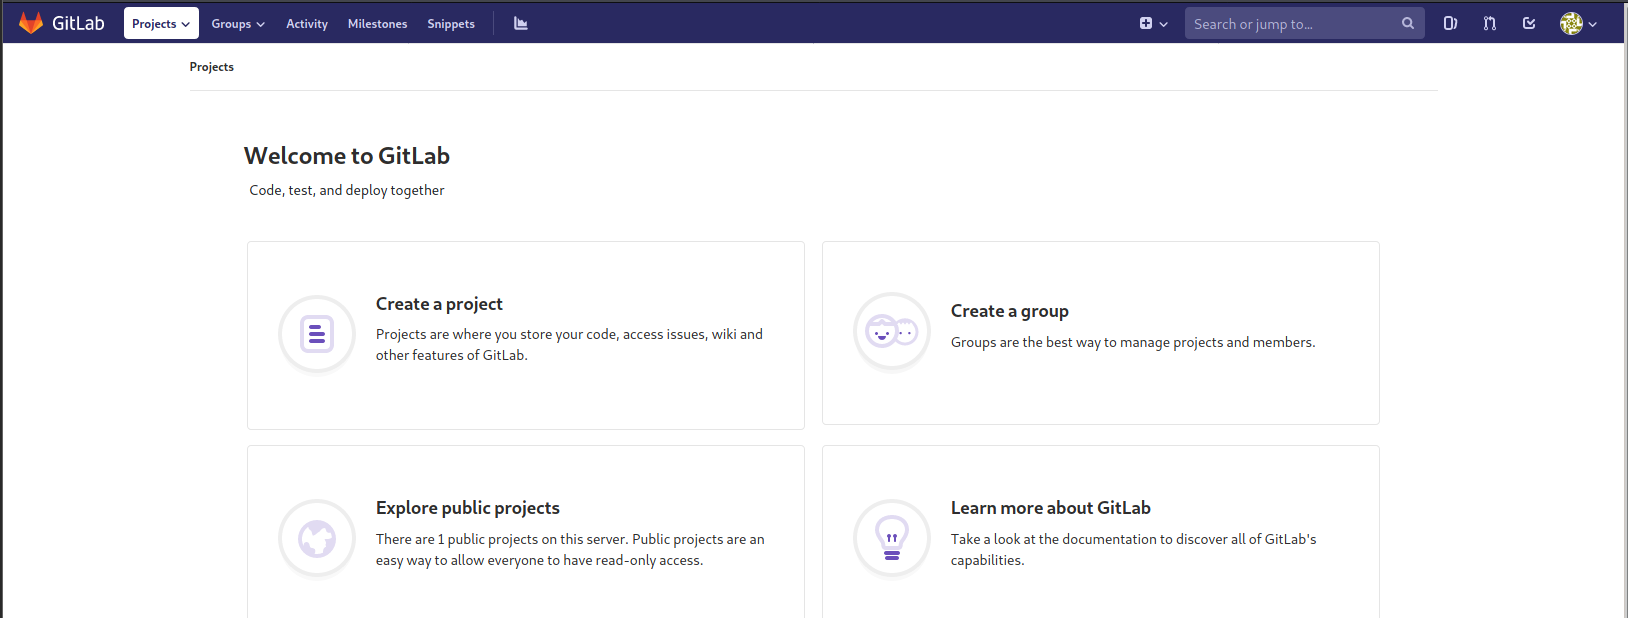 GitLab Projects Groups Activity Milestones Snippets Search or jump to...
Projects
Welcome to GitLab
Code, test, and deploy together
Create a project
Projects are where you store your code, access issues, wiki and
other features of GitLab.
Create a group
Groups are the best way to manage projects and members.
Explore public projects
There are 1 public projects on this server. Public projects are an
easy way to allow everyone to have read-only access.
Learn more about GitLab
Take a look at the documentation to discover all of GitLab's
capabilities.